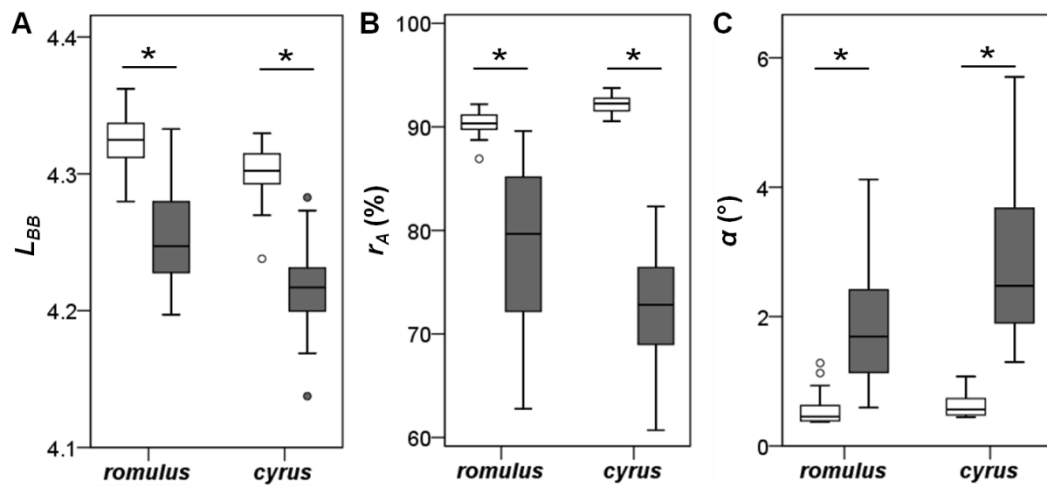 A
L_BB
4.4
4.3
4.2
4.1
*
*
romulus
cyrus
B
r_A (%)
100
90
80
70
60
*
*
romulus
cyrus
C
α (°)
6
4
2
0
*
*
romulus
cyrus